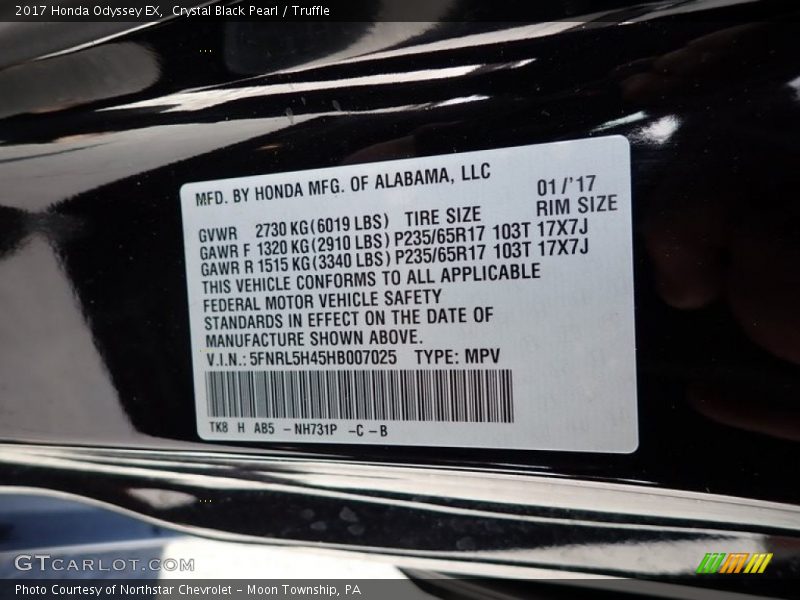 2017 Honda Odyssey EX, Crystal Black Pearl / Truffle
MFD. BY HONDA MFG. OF ALABAMA, LLC 01/'17
GVWR 2730 KG(6019 LBS) TIRE SIZE RIM SIZE
GAWR F 1320 KG(2910 LBS) P235/65R17 103T 17X7J
GAWR R 1515 KG(3340 LBS) P235/65R17 103T 17X7J
THIS VEHICLE CONFORMS TO ALL APPLICABLE
FEDERAL MOTOR VEHICLE SAFETY
STANDARDS IN EFFECT ON THE DATE OF
MANUFACTURE SHOWN ABOVE.
V.I.N.: 5FNRL5H45HB007025 TYPE: MPV
TK8 H AB5 -NH731P -C-B
GTCARLOT.COM
Photo Courtesy of Northstar Chevrolet - Moon Township, PA